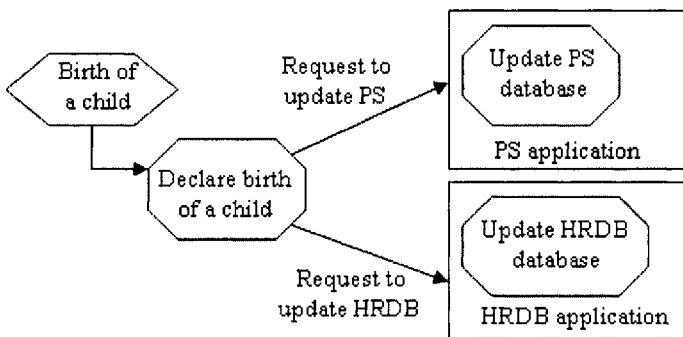 Birth of
a child
Request to
update PS
Update PS
database
PS application
Declare birth
of a child
Request to
update HRDB
Update HRDB
database
HRDB application